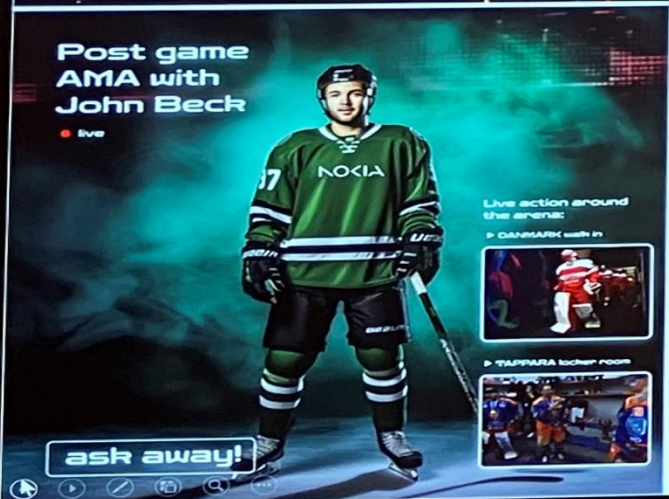 Post game
AMA with
John Beck
live
37
NOKIA
Live action around
the arena:
DANMARK walk in
TAPPARA locker room
ask away!